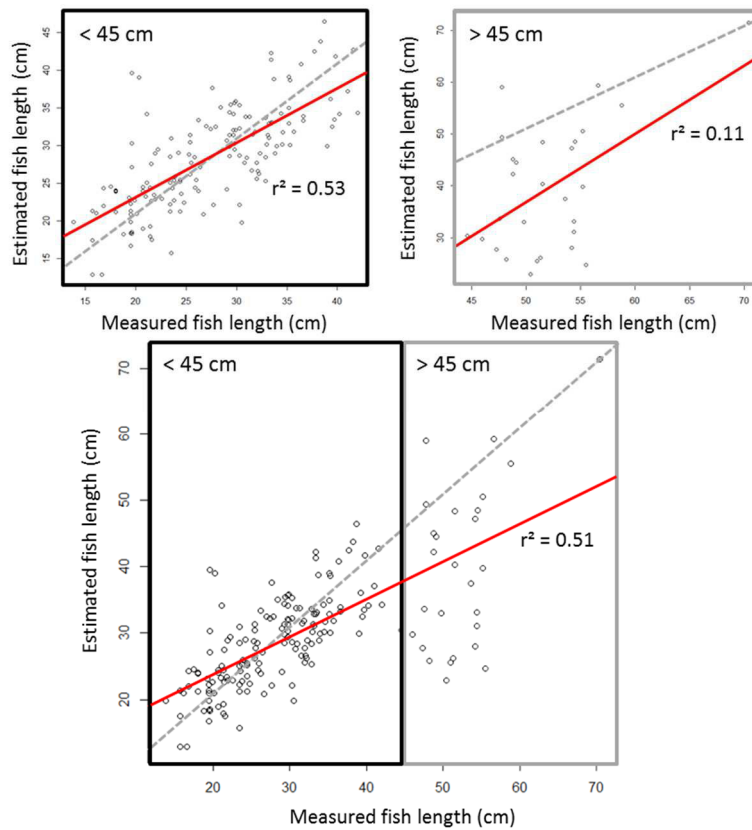 < 45 cm
r² = 0.53
Estimated fish length (cm)
45
40
35
30
25
20
15
15
20
25
30
35
40
Measured fish length (cm)
> 45 cm
r² = 0.11
Estimated fish length (cm)
70
60
50
40
30
45
50
55
60
65
70
Measured fish length (cm)
< 45 cm
> 45 cm
r² = 0.51
Estimated fish length (cm)
70
60
50
40
30
20
20
30
40
50
60
70
Measured fish length (cm)